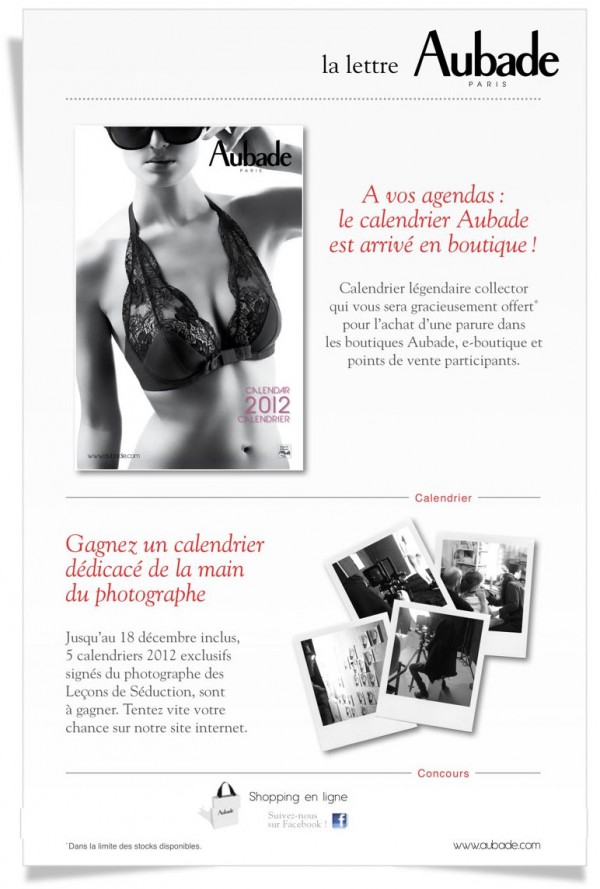 la lettre Aubade
PARIS
Aubade
PARIS
CALENDAR
2012
CALENDRIER
www.aubade.com
A vos agendas :
le calendrier Aubade
est arrivé en boutique !
Calendrier légendaire collector
qui vous sera gracieusement offert*
pour l’achat d’une parure dans
les boutiques Aubade, e-boutique et
points de vente participants.
Calendrier
Gagnez un calendrier
dédicacé de la main
du photographe
Jusqu’au 18 décembre inclus,
5 calendriers 2012 exclusifs
signés du photographe des
Leçons de Séduction, sont
à gagner. Tentez vite votre
chance sur notre site internet.
Concours
Aubade
Shopping en ligne
Suivez-nous
sur Facebook !
f
*Dans la limite des stocks disponibles.
www.aubade.com